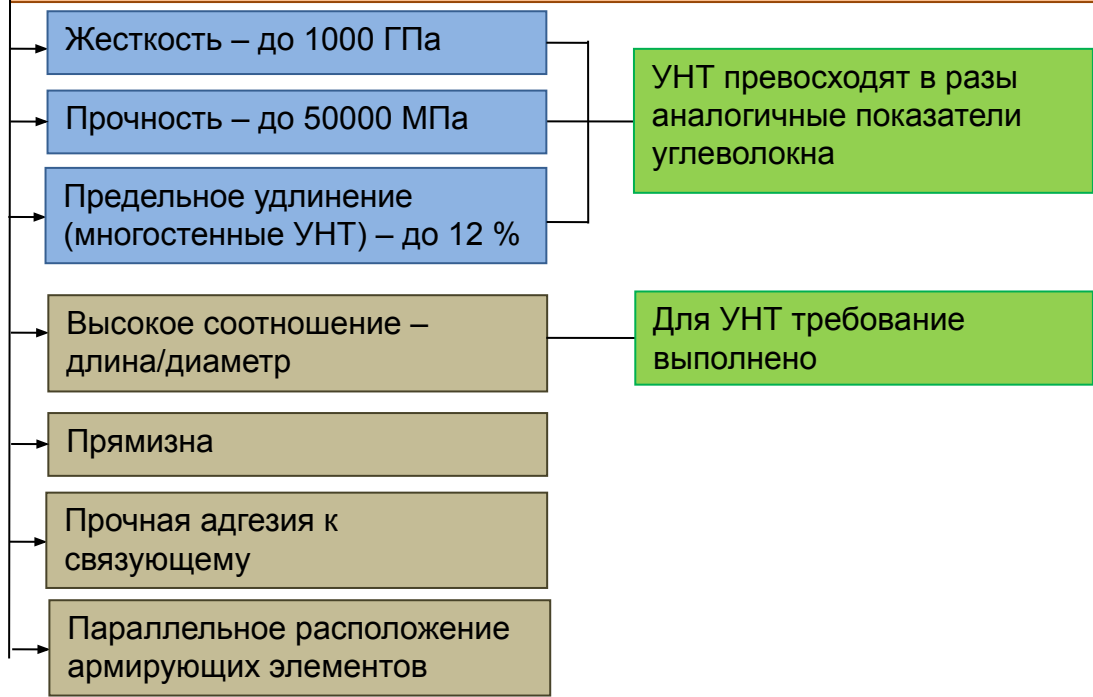 Жесткость – до 1000 ГПа
Прочность – до 50000 МПа
Предельное удлинение
(многостенные УНТ) – до 12 %
УНТ превосходят в разы
аналогичные показатели
углеволокна
Высокое соотношение –
длина/диаметр
Для УНТ требование
выполнено
Прямизна
Прочная адгезия к
связующему
Параллельное расположение
армирующих элементов